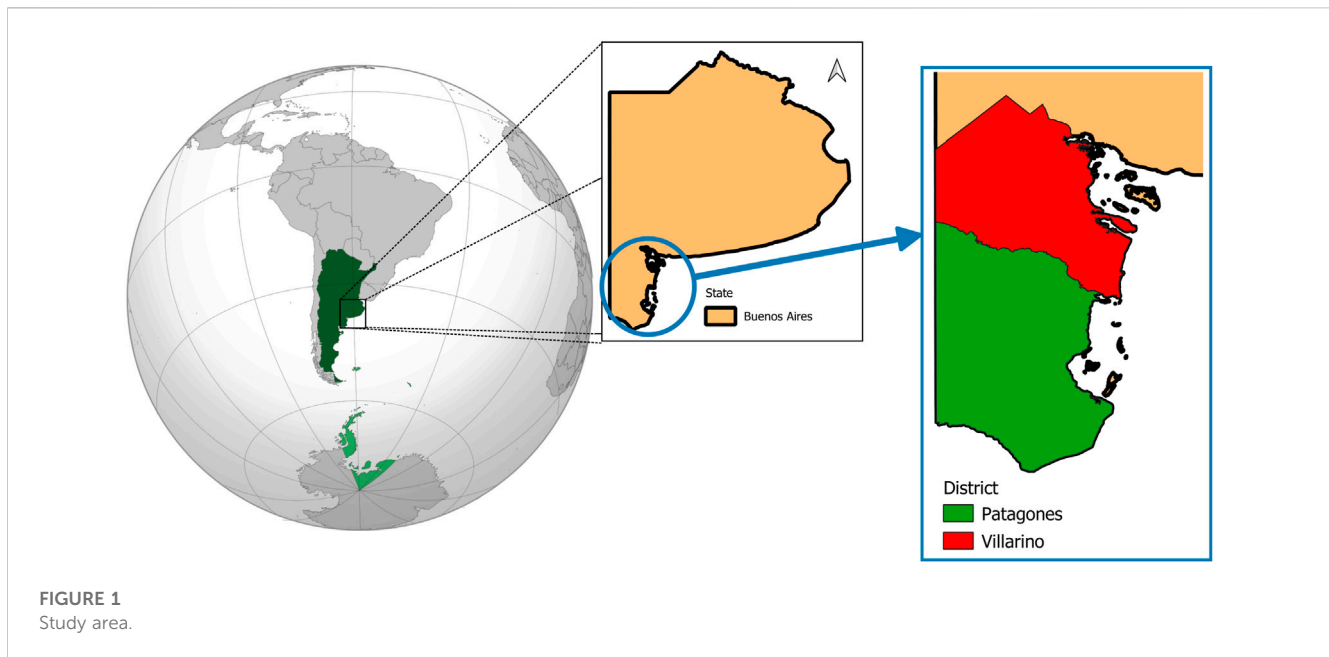 State
Buenos Aires
District
Patagones
Villarino
FIGURE 1
Study area.